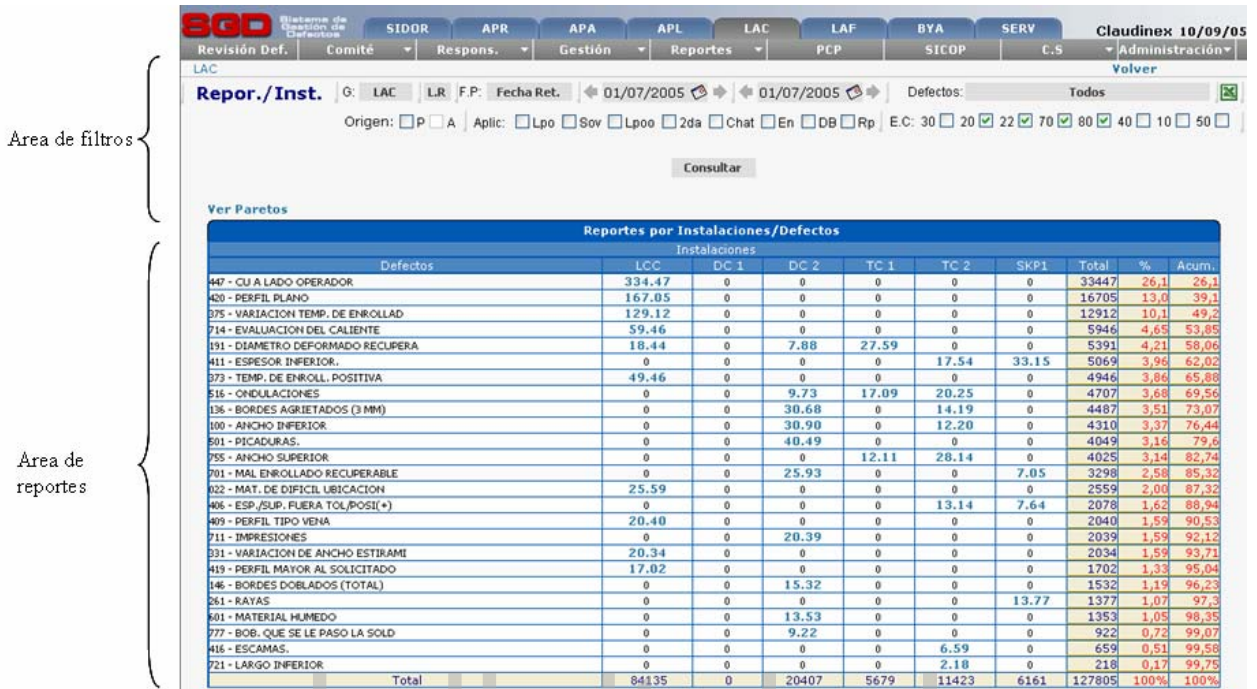 SGD Sistema de Gestión de Defectos
SIDOR APR APA APL LAC LAF BYA SERV Claudinex 10/09/05
Revisión Def. Comité Respons. Gestión Reportes PCP SICOP C.S Administración
LAC Volver
Repor./Inst. G: LAC L.R F.P: Fecha Ret. 01/07/2005 01/07/2005 Defectos: Todos
Origen: P A Aplic: Lpo Sov Lpoo 2da Chat En DB Rp E.C: 30 20 22 70 80 40 10 50
Area de filtros
Consultar
Ver Paretos
Reportes por Instalaciones/Defectos
Instalaciones
Defectos LCC DC 1 DC 2 TC 1 TC 2 SKP1 Total % Acum.
447 - CU A LADO OPERADOR 334.47 0 0 0 0 0 33447 26,1 26,1
420 - PERFIL PLANO 167.05 0 0 0 0 0 16705 13,0 39,1
375 - VARIACION TEMP. DE ENROLLAD 129.12 0 0 0 0 0 12912 10,1 49,2
714 - EVALUACION DEL CALIENTE 59.46 0 0 0 0 0 5946 4,65 53,85
191 - DIAMETRO DEFORMADO RECUPERA 18.44 0 7.88 27.59 0 0 5391 4,21 58,06
411 - ESPESOR INFERIOR. 0 0 0 0 17.54 33.15 5069 3,96 62,02
373 - TEMP. DE ENROLL. POSITIVA 49.46 0 0 0 0 0 4946 3,86 65,88
516 - ONDULACIONES 0 0 9.73 17.09 20.25 0 4707 3,68 69,56
136 - BORDES AGRIETADOS (3 MM) 0 0 30.68 0 14.19 0 4487 3,51 73,07
100 - ANCHO INFERIOR 0 0 30.90 0 12.20 0 4310 3,37 76,44
501 - PICADURAS. 0 0 40.49 0 0 0 4049 3,16 79,6
755 - ANCHO SUPERIOR 0 0 0 12.11 28.14 0 4025 3,14 82,74
701 - MAL ENROLLADO RECUPERABLE 0 0 25.93 0 0 7.05 3298 2,58 85,32
022 - MAT. DE DIFICIL UBICACION 25.59 0 0 0 0 0 2559 2,00 87,32
406 - ESP./SUP. FUERA TOL/POSI(+) 0 0 0 0 13.14 7.64 2078 1,62 88,94
409 - PERFIL TIPO VENA 20.40 0 0 0 0 0 2040 1,59 90,53
711 - IMPRESIONES 0 0 20.39 0 0 0 2039 1,59 92,12
331 - VARIACION DE ANCHO ESTIRAMI 20.34 0 0 0 0 0 2034 1,59 93,71
419 - PERFIL MAYOR AL SOLICITADO 17.02 0 0 0 0 0 1702 1,33 95,04
146 - BORDES DOBLADOS (TOTAL) 0 0 15.32 0 0 0 1532 1,19 96,23
261 - RAYAS 0 0 0 0 0 13.77 1377 1,07 97,3
601 - MATERIAL HUMEDO 0 0 13.53 0 0 0 1353 1,05 98,35
777 - BOB. QUE SE LE PASO LA SOLD 0 0 9.22 0 0 0 922 0,72 99,07
416 - ESCAMAS. 0 0 0 0 6.59 0 659 0,51 99,58
721 - LARGO INFERIOR 0 0 0 0 2.18 0 218 0,17 99,75
Total 84135 0 20407 5679 11423 6161 127805 100% 100%
Area de
reportes